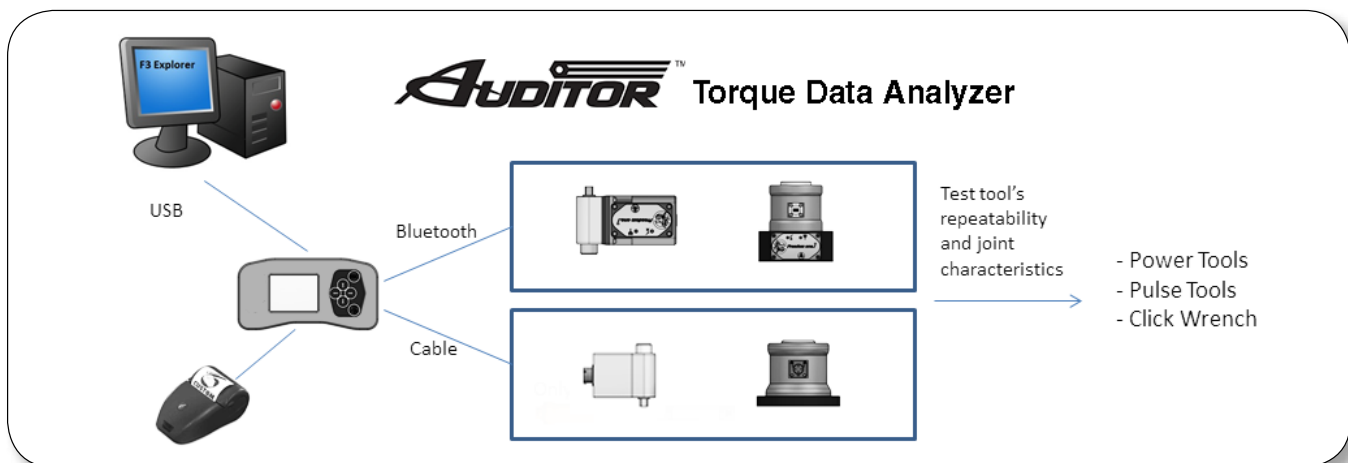 F3 Explorer
AUDITOR™ Torque Data Analyzer
USB
Bluetooth
Cable
Test tool's
repeatability
and joint
characteristics
- Power Tools
- Pulse Tools
- Click Wrench
CUSTOM